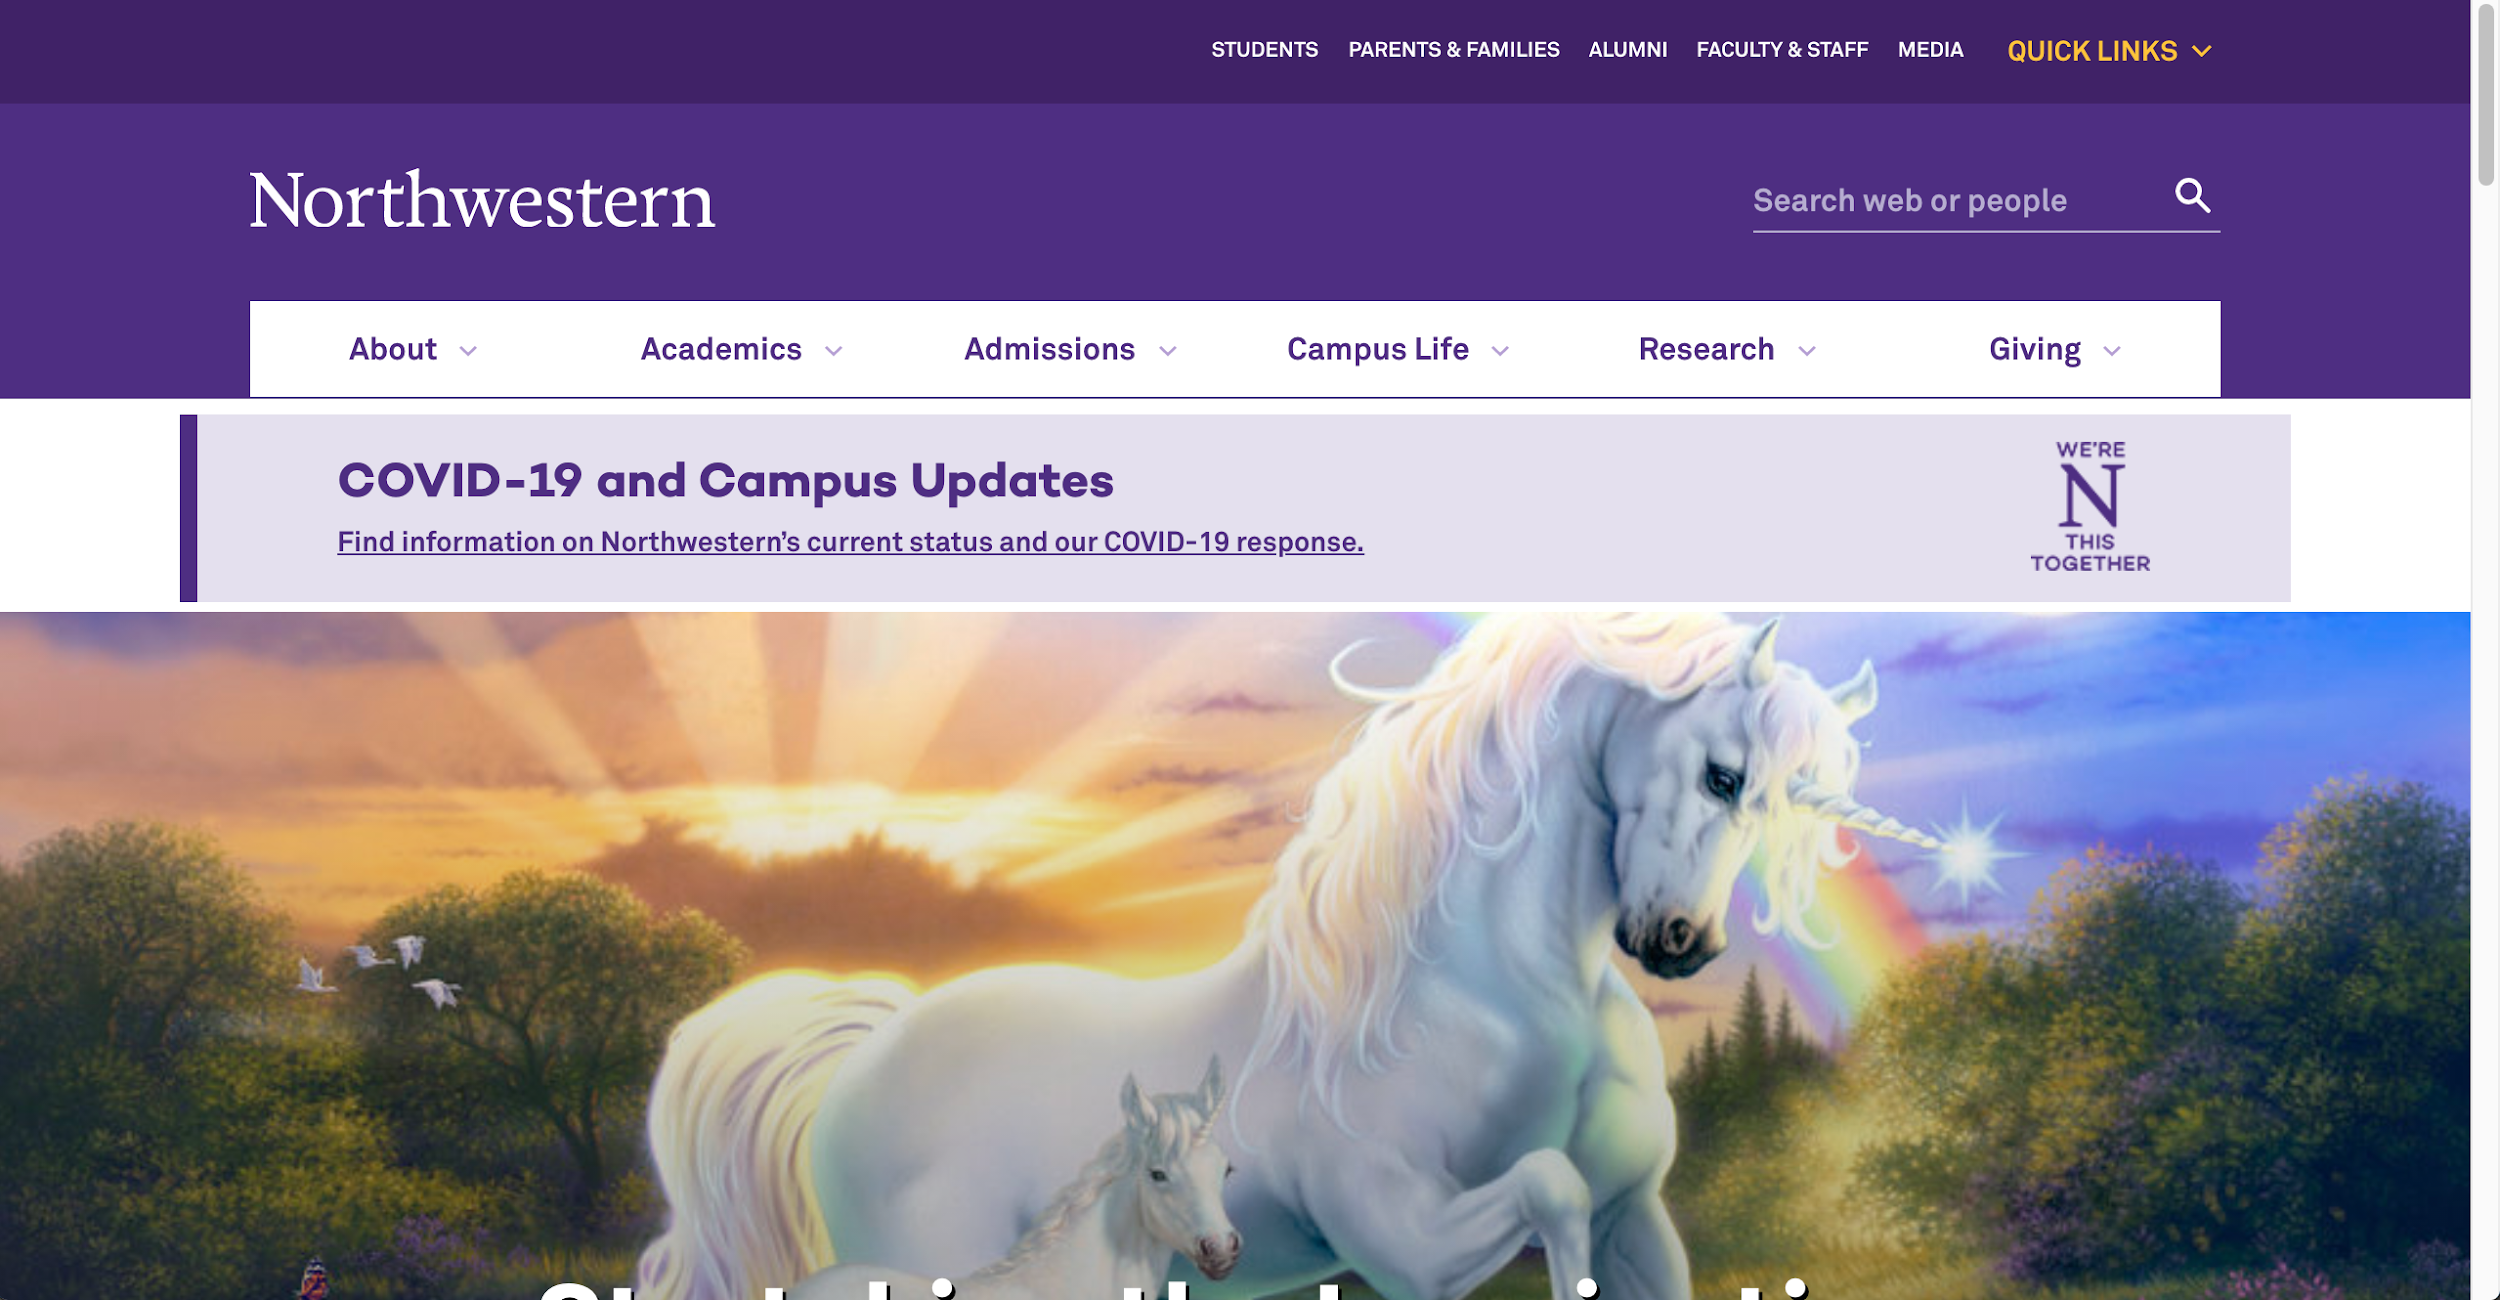 STUDENTS PARENTS & FAMILIES ALUMNI FACULTY & STAFF MEDIA QUICK LINKS
Northwestern
Search web or people
About Academics Admissions Campus Life Research Giving
COVID-19 and Campus Updates
Find information on Northwestern’s current status and our COVID-19 response.
WE'RE
N
THIS
TOGETHER